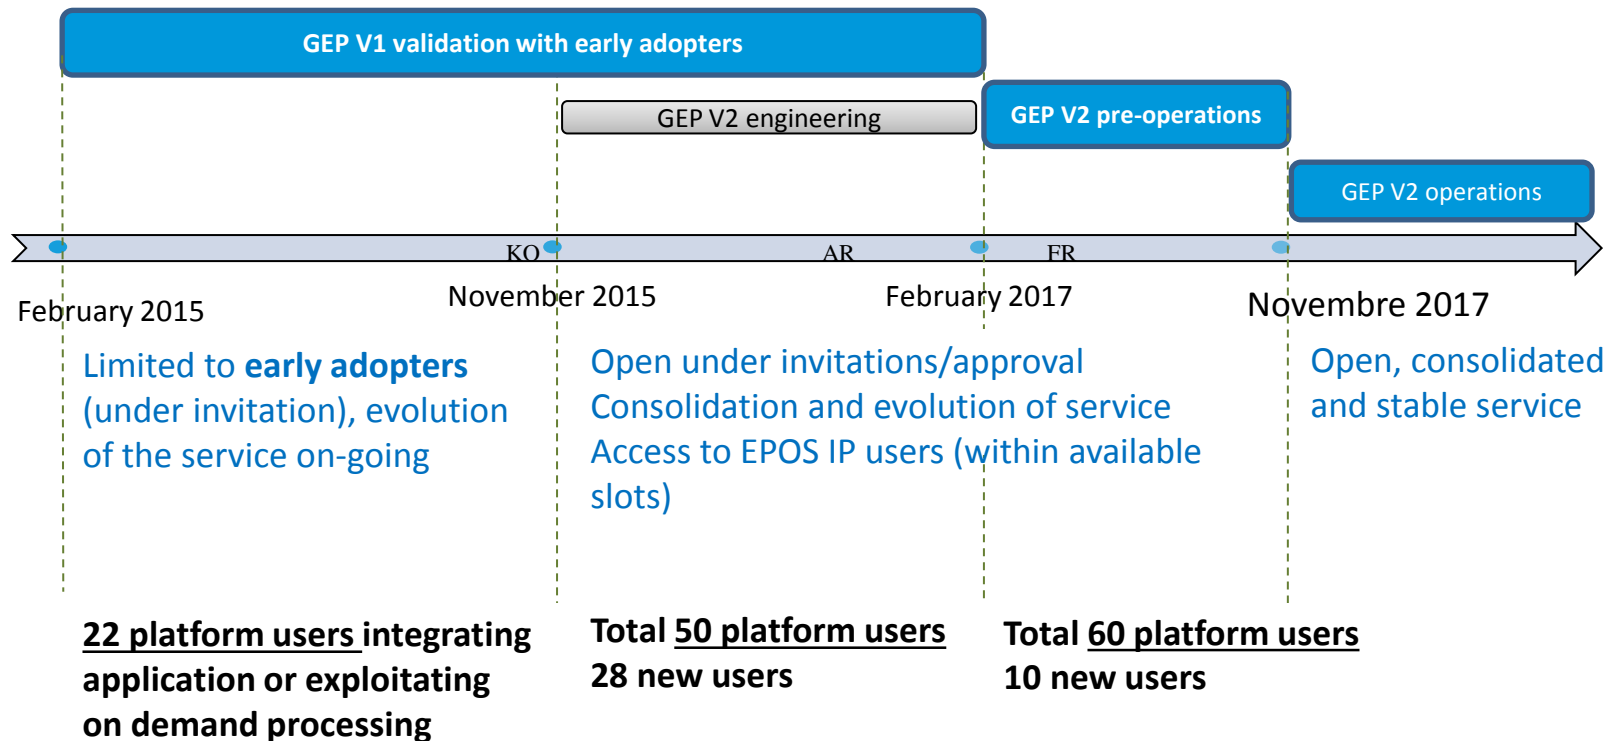 GEP V1 validation with early adopters
GEP V2 engineering
GEP V2 pre-operations
GEP V2 operations
KO
AR
FR
February 2015
November 2015
February 2017
Novembre 2017
Limited to early adopters
(under invitation), evolution
of the service on-going
Open under invitations/approval
Consolidation and evolution of service
Access to EPOS IP users (within available
slots)
Open, consolidated
and stable service
22 platform users integrating
application or exploitating
on demand processing
Total 50 platform users
28 new users
Total 60 platform users
10 new users